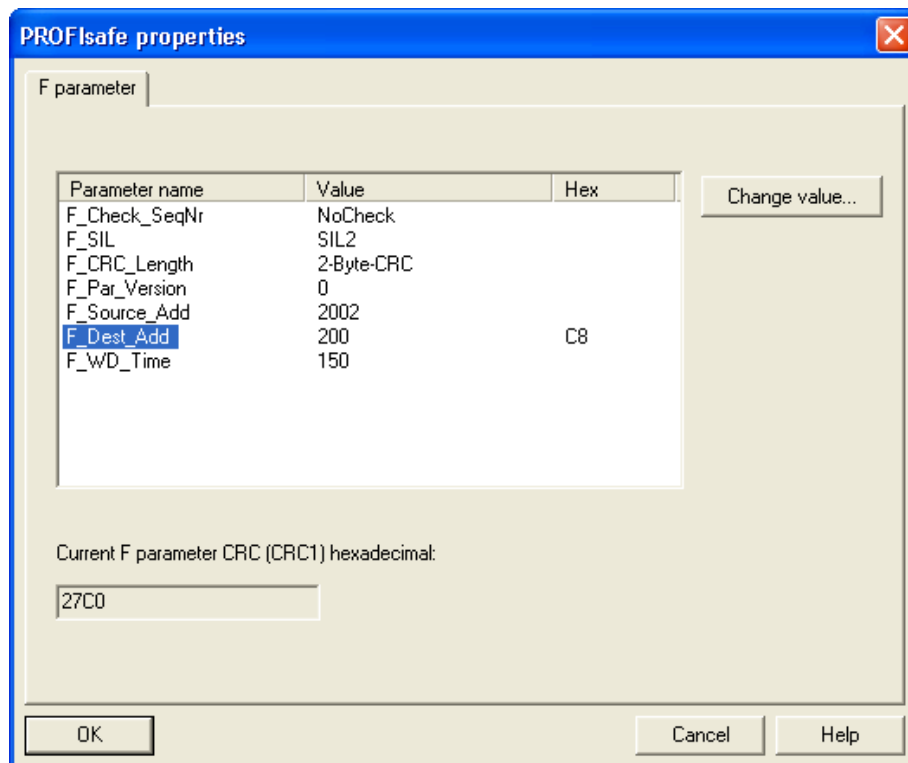 PROFIsafe properties
F parameter
Parameter name Value Hex
F_Check_SeqNr NoCheck
F_SIL SIL2
F_CRC_Length 2-Byte-CRC
F_Par_Version 0
F_Source_Add 2002
F_Dest_Add 200 C8
F_WD_Time 150
Change value...
Current F parameter CRC (CRC1) hexadecimal:
27C0
OK Cancel Help